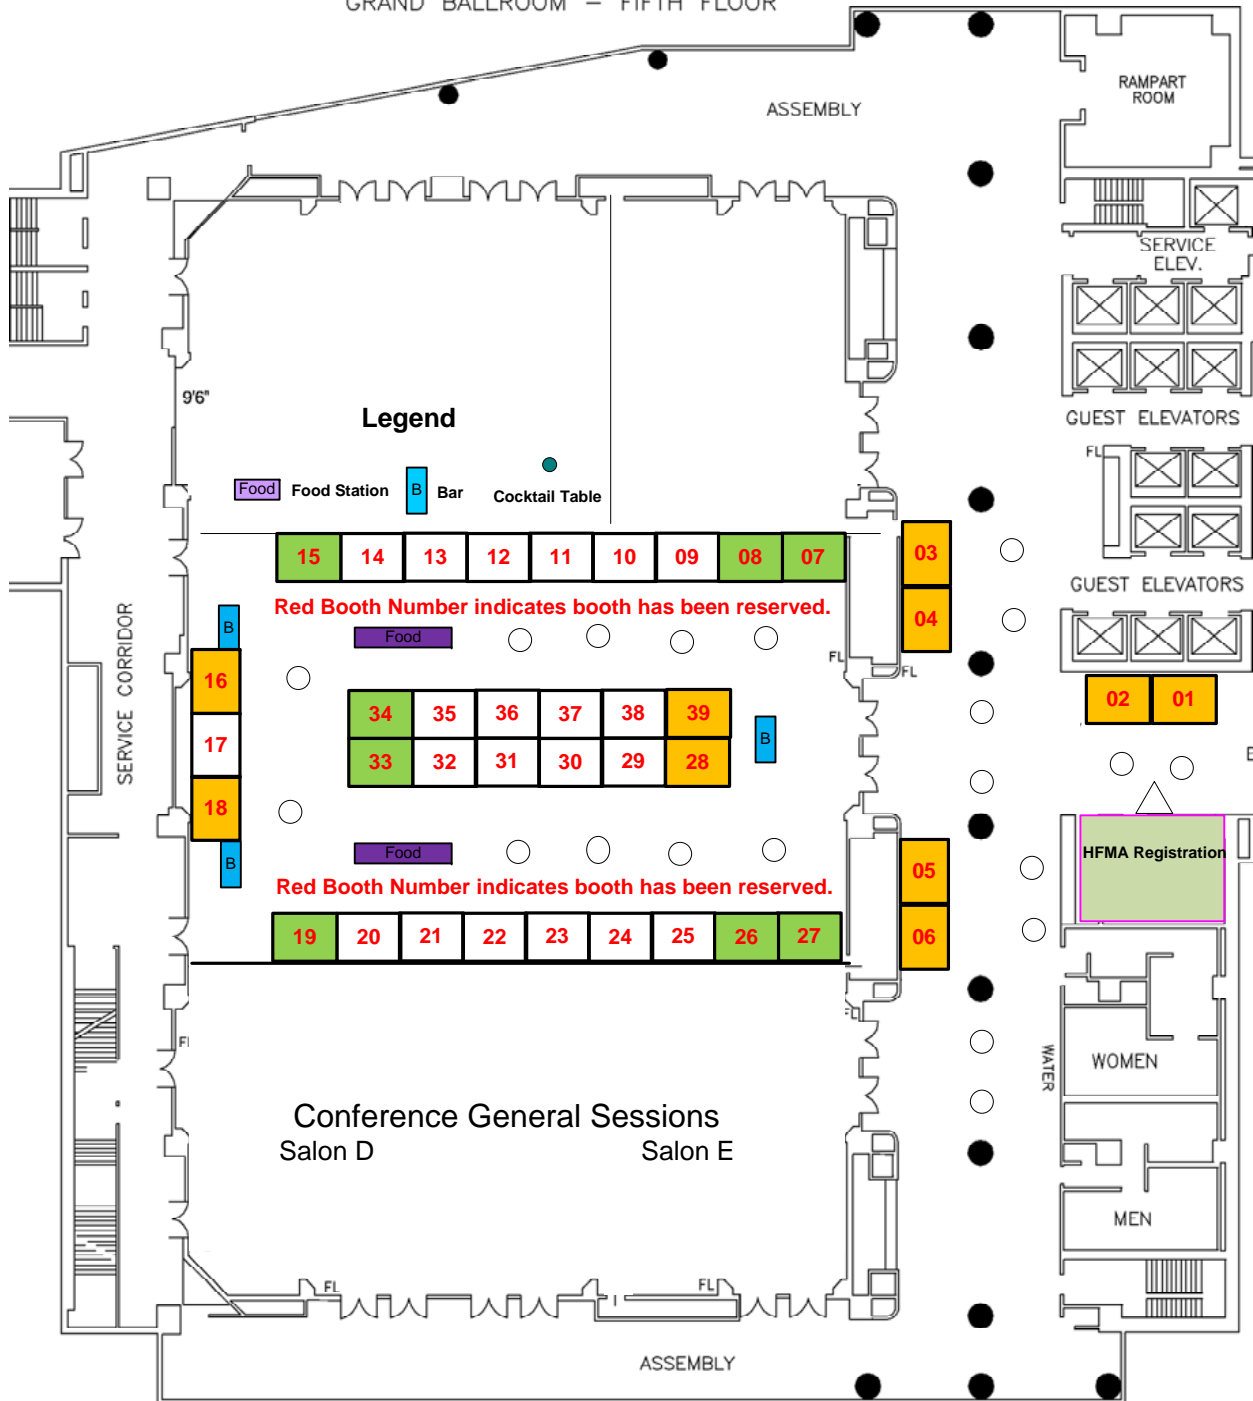 GRAND BALLROOM – FIFTH FLOOR
RAMPART
ROOM
ASSEMBLY
SERVICE
ELEV.
9'6"
Legend
GUEST ELEVATORS
FL
Food
Food Station
B
Bar
Cocktail Table
15 14 13 12 11 10 09 08 07
03
GUEST ELEVATORS
Red Booth Number indicates booth has been reserved.
04
B
Food
SERVICE CORRIDOR
FL
FL
16
34 35 36 37 38 39
02 01
17
B
33 32 31 30 29 28
E
18
B
Food
HFMA Registration
05
Red Booth Number indicates booth has been reserved.
19 20 21 22 23 24 25 26 27
06
FL
FL
WATER
WOMEN
Conference General Sessions
Salon D
Salon E
MEN
FL
FL
ASSEMBLY